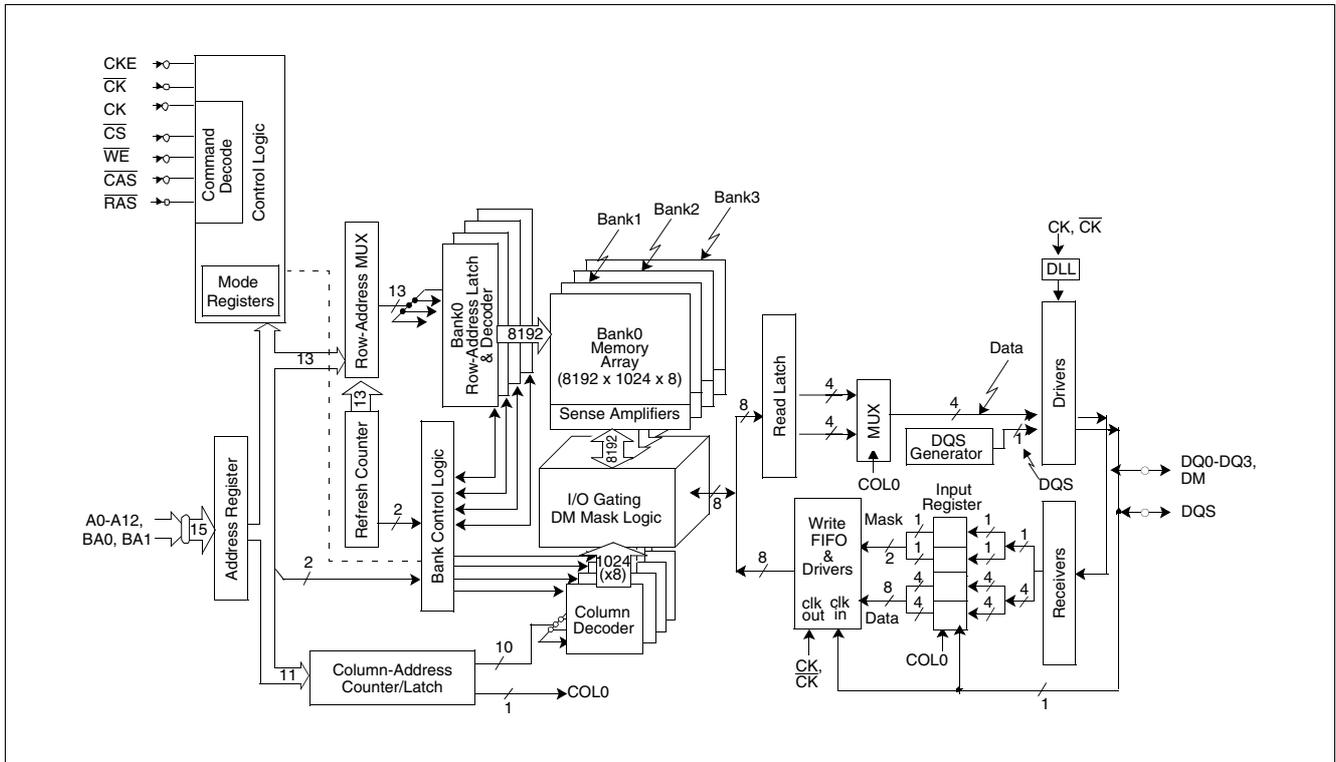 CKE
CK
CK
CS
WE
CAS
RAS
Command
Decode
Control Logic
Mode
Registers
Row-Address MUX
13
13
13
Refresh Counter
2
Bank0
Row-Address Latch
& Decoder
8192
Bank1
Bank2
Bank3
Bank0
Memory
Array
(8192 x 1024 x 8)
Sense Amplifiers
8192
I/O Gating
DM Mask Logic
Bank Control Logic
1024
(x8)
Column
Decoder
A0-A12,
BA0, BA1
15
Address Register
2
11
Column-Address
Counter/Latch
10
1
COL0
8
8
8
Read Latch
4
4
MUX
COL0
4
Data
DQS
Generator
1
DQS
CK, CK
DLL
Drivers
DQ0-DQ3,
DM
DQS
Input
Register
Write
FIFO
&
Drivers
clk
out
clk
in
Mask
2
8
Data
1
1
4
4
1
1
4
4
1
4
Receivers
CK,
CK
COL0
1